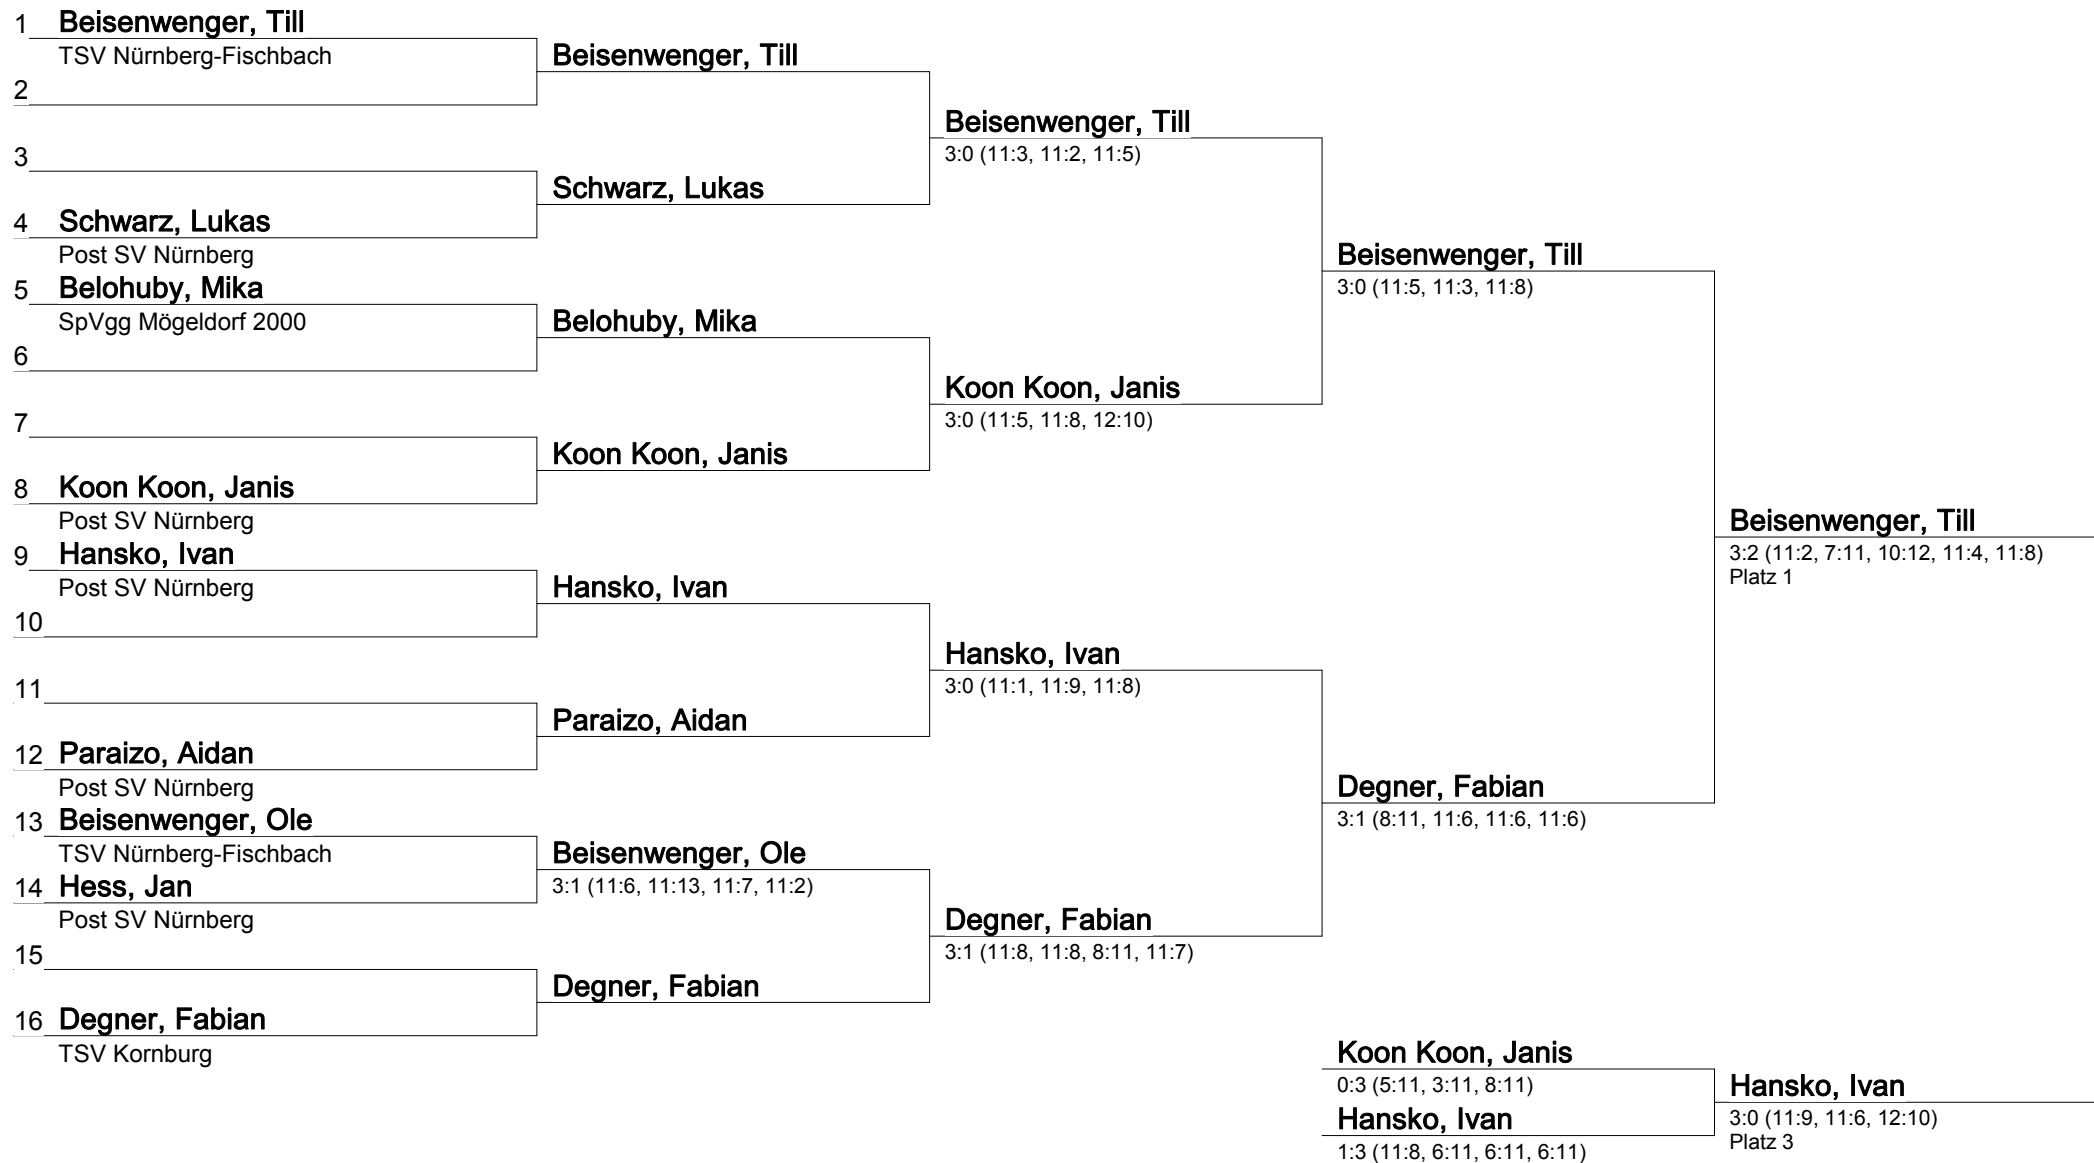 1 Beisenwenger, Till
TSV Nürnberg-Fischbach
2
3
4 Schwarz, Lukas
Post SV Nürnberg
5 Belohuby, Mika
SpVgg Mögeldorf 2000
6
7
8 Koon Koon, Janis
Post SV Nürnberg
9 Hansko, Ivan
Post SV Nürnberg
10
11
12 Paraizo, Aidan
Post SV Nürnberg
13 Beisenwenger, Ole
TSV Nürnberg-Fischbach
14 Hess, Jan
Post SV Nürnberg
15
16 Degner, Fabian
TSV Kornburg
Beisenwenger, Till
Schwarz, Lukas
Belohuby, Mika
Koon Koon, Janis
Hansko, Ivan
Paraizo, Aidan
Beisenwenger, Ole
3:1 (11:6, 11:13, 11:7, 11:2)
Degner, Fabian
Beisenwenger, Till
3:0 (11:3, 11:2, 11:5)
Koon Koon, Janis
3:0 (11:5, 11:8, 12:10)
Hansko, Ivan
3:0 (11:1, 11:9, 11:8)
Degner, Fabian
3:1 (11:8, 11:8, 8:11, 11:7)
Beisenwenger, Till
3:0 (11:5, 11:3, 11:8)
Degner, Fabian
3:1 (8:11, 11:6, 11:6, 11:6)
Beisenwenger, Till
3:2 (11:2, 7:11, 10:12, 11:4, 11:8)
Platz 1
Koon Koon, Janis
0:3 (5:11, 3:11, 8:11)
Hansko, Ivan
1:3 (11:8, 6:11, 6:11, 6:11)
Hansko, Ivan
3:0 (11:9, 11:6, 12:10)
Platz 3